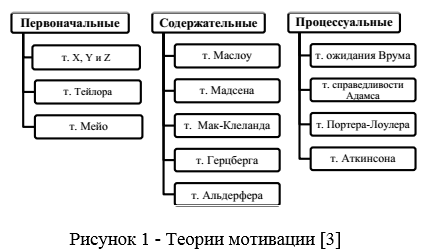 Первоначальные
т. X, Y и Z
т. Тейлора
т. Мейо
Содержательные
т. Маслоу
т. Мадсена
т. Мак-Клеланда
т. Герцберга
т. Альдерфера
Процессуальные
т. ожидания Врума
т. справедливости
Адамса
т. Портера-Лоулера
т. Аткинсона
Рисунок 1 - Теории мотивации [3]